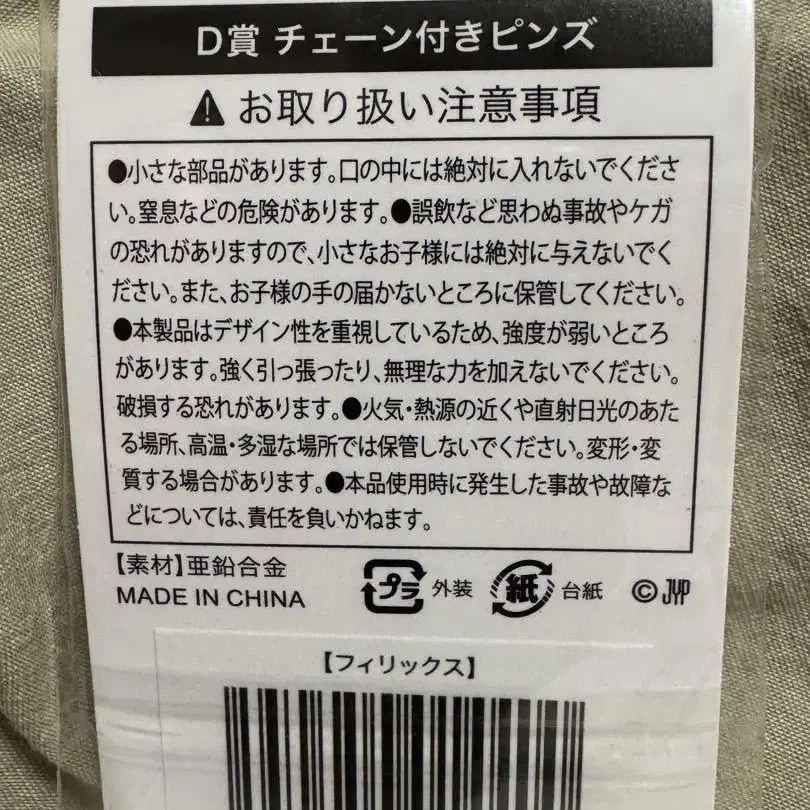 D賞 チェーン付きピンズ
お取り扱い注意事項
●小さな部品があります。口の中には絶対に入れないでくださ
い。窒息などの危険があります。●誤飲など思わぬ事故やケガ
の恐れがありますので、小さなお子様には絶対に与えないでく
ださい。また、お子様の手の届かないところに保管してください。
●本製品はデザイン性を重視しているため、強度が弱いところ
があります。強く引っ張ったり、無理な力を加えないでください。
破損する恐れがあります。●火気・熱源の近くや直射日光のあた
る場所、高温・多湿な場所では保管しないでください。変形・変
質する場合があります。●本品使用時に発生した事故や故障な
どについては、責任を負いかねます。
【素材】亜鉛合金
MADE IN CHINA
プラ 外装 紙 台紙 ©JYP
【フィリックス】